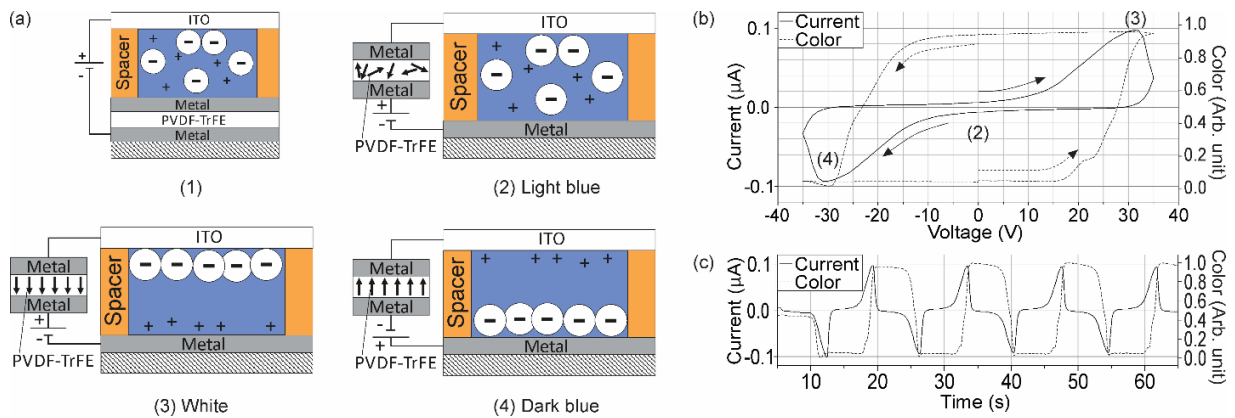 (a)
ITO
Spacer
+
-
Metal
PVDF-TrFE
Metal
(1)
ITO
Metal
Metal
+
-
PVDF-TrFE
Spacer
Metal
(2) Light blue
ITO
Metal
Metal
+
-
PVDF-TrFE
Spacer
Metal
(3) White
ITO
Metal
Metal
-
+
PVDF-TrFE
Spacer
Metal
(4) Dark blue
(b)
Current
Color
(3)
(2)
(4)
Current (µA)
0.1
0.0
-0.1
Color (Arb. unit)
1.0
0.8
0.6
0.4
0.2
0.0
-40 -30 -20 -10 0 10 20 30 40
Voltage (V)
(c)
Current
Color
Current (µA)
0.1
0.0
-0.1
Color (Arb. unit)
1.0
0.8
0.6
0.4
0.2
0.0
10 20 30 40 50 60
Time (s)